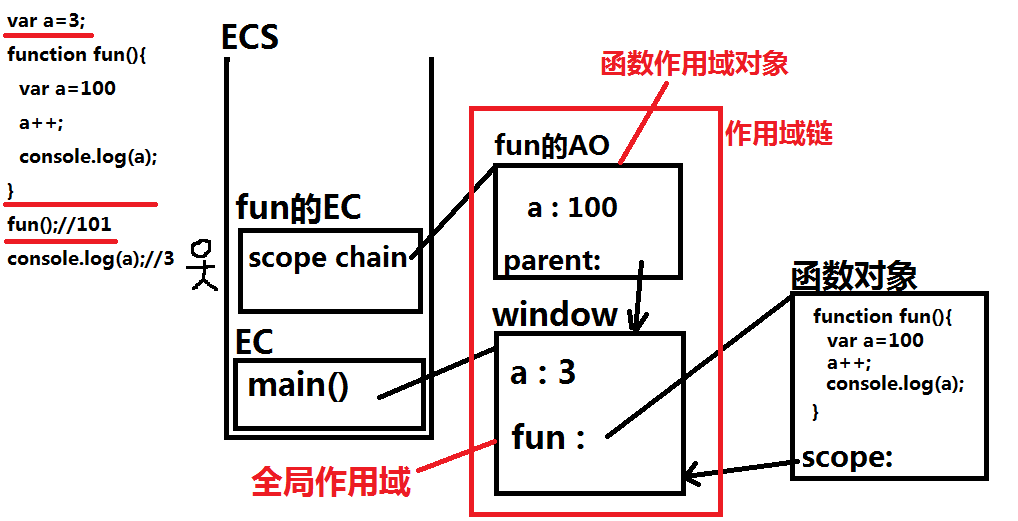 var a=3;
function fun(){
var a=100
a++;
console.log(a);
}
fun();//101
console.log(a);//3
ECS
fun的EC
scope chain
EC
main()
函数作用域对象
作用域链
fun的AO
a : 100
parent:
window
a : 3
fun :
全局作用域
函数对象
function fun(){
var a=100
a++;
console.log(a);
}
scope: